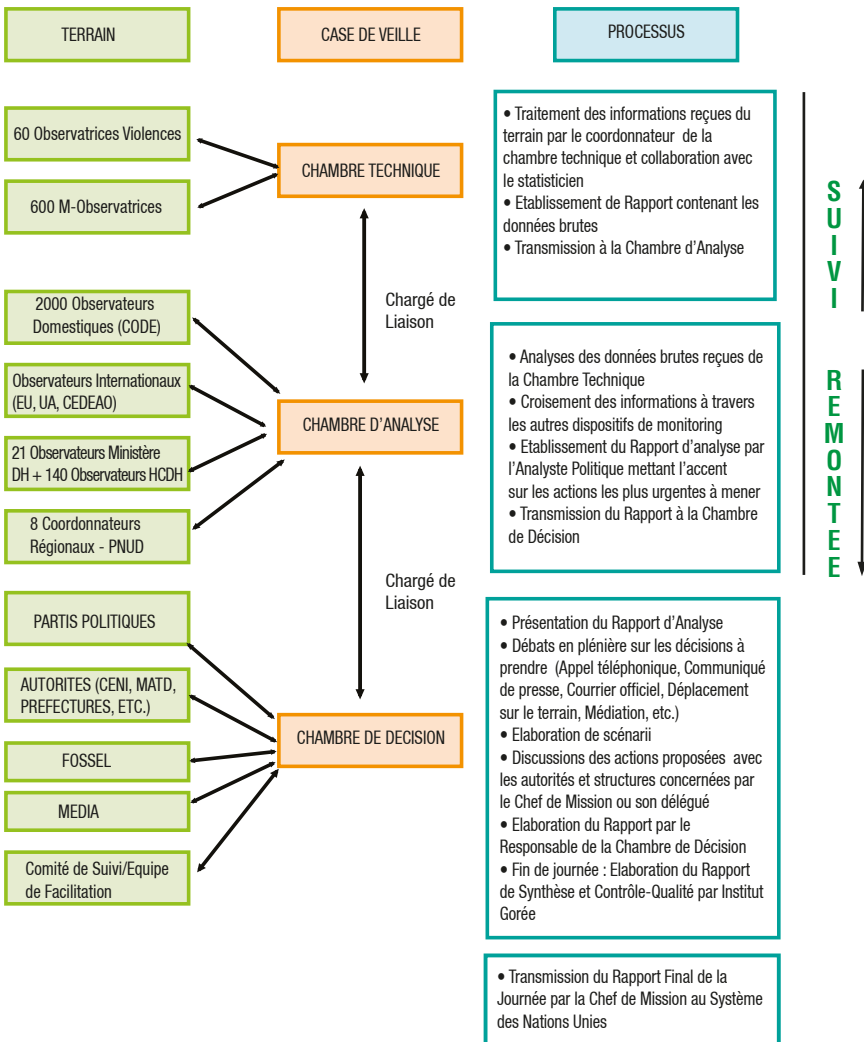 TERRAIN
CASE DE VEILLE
PROCESSUS
60 Observatrices Violences
600 M-Observatrices
CHAMBRE TECHNIQUE
• Traitement des informations reçues du
terrain par le coordonnateur de la
chambre technique et collaboration avec
le statisticien
• Etablissement de Rapport contenant les
données brutes
• Transmission à la Chambre d'Analyse
SUIVI
Chargé de
Liaison
2000 Observateurs
Domestiques (CODE)
Observateurs Internationaux
(EU, UA, CEDEAO)
21 Observateurs Ministère
DH + 140 Observateurs HCDH
8 Coordonnateurs
Régionaux - PNUD
CHAMBRE D'ANALYSE
• Analyses des données brutes reçues de
la Chambre Technique
• Croisement des informations à travers
les autres dispositifs de monitoring
• Etablissement du Rapport d'analyse par
l'Analyste Politique mettant l'accent
sur les actions les plus urgentes à mener
• Transmission du Rapport à la Chambre
de Décision
REMONTEE
Chargé de
Liaison
PARTIS POLITIQUES
AUTORITES (CENI, MATD,
PREFECTURES, ETC.)
FOSSEL
MEDIA
Comité de Suivi/Equipe
de Facilitation
CHAMBRE DE DECISION
• Présentation du Rapport d'Analyse
• Débats en plénière sur les décisions à
prendre (Appel téléphonique, Communiqué
de presse, Courrier officiel, Déplacement
sur le terrain, Médiation, etc.)
• Elaboration de scénarii
• Discussions des actions proposées avec
les autorités et structures concernées par
le Chef de Mission ou son délégué
• Elaboration du Rapport par le
Responsable de la Chambre de Décision
• Fin de journée : Elaboration du Rapport
de Synthèse et Contrôle-Qualité par Institut
Gorée
• Transmission du Rapport Final de la
Journée par la Chef de Mission au Système
des Nations Unies